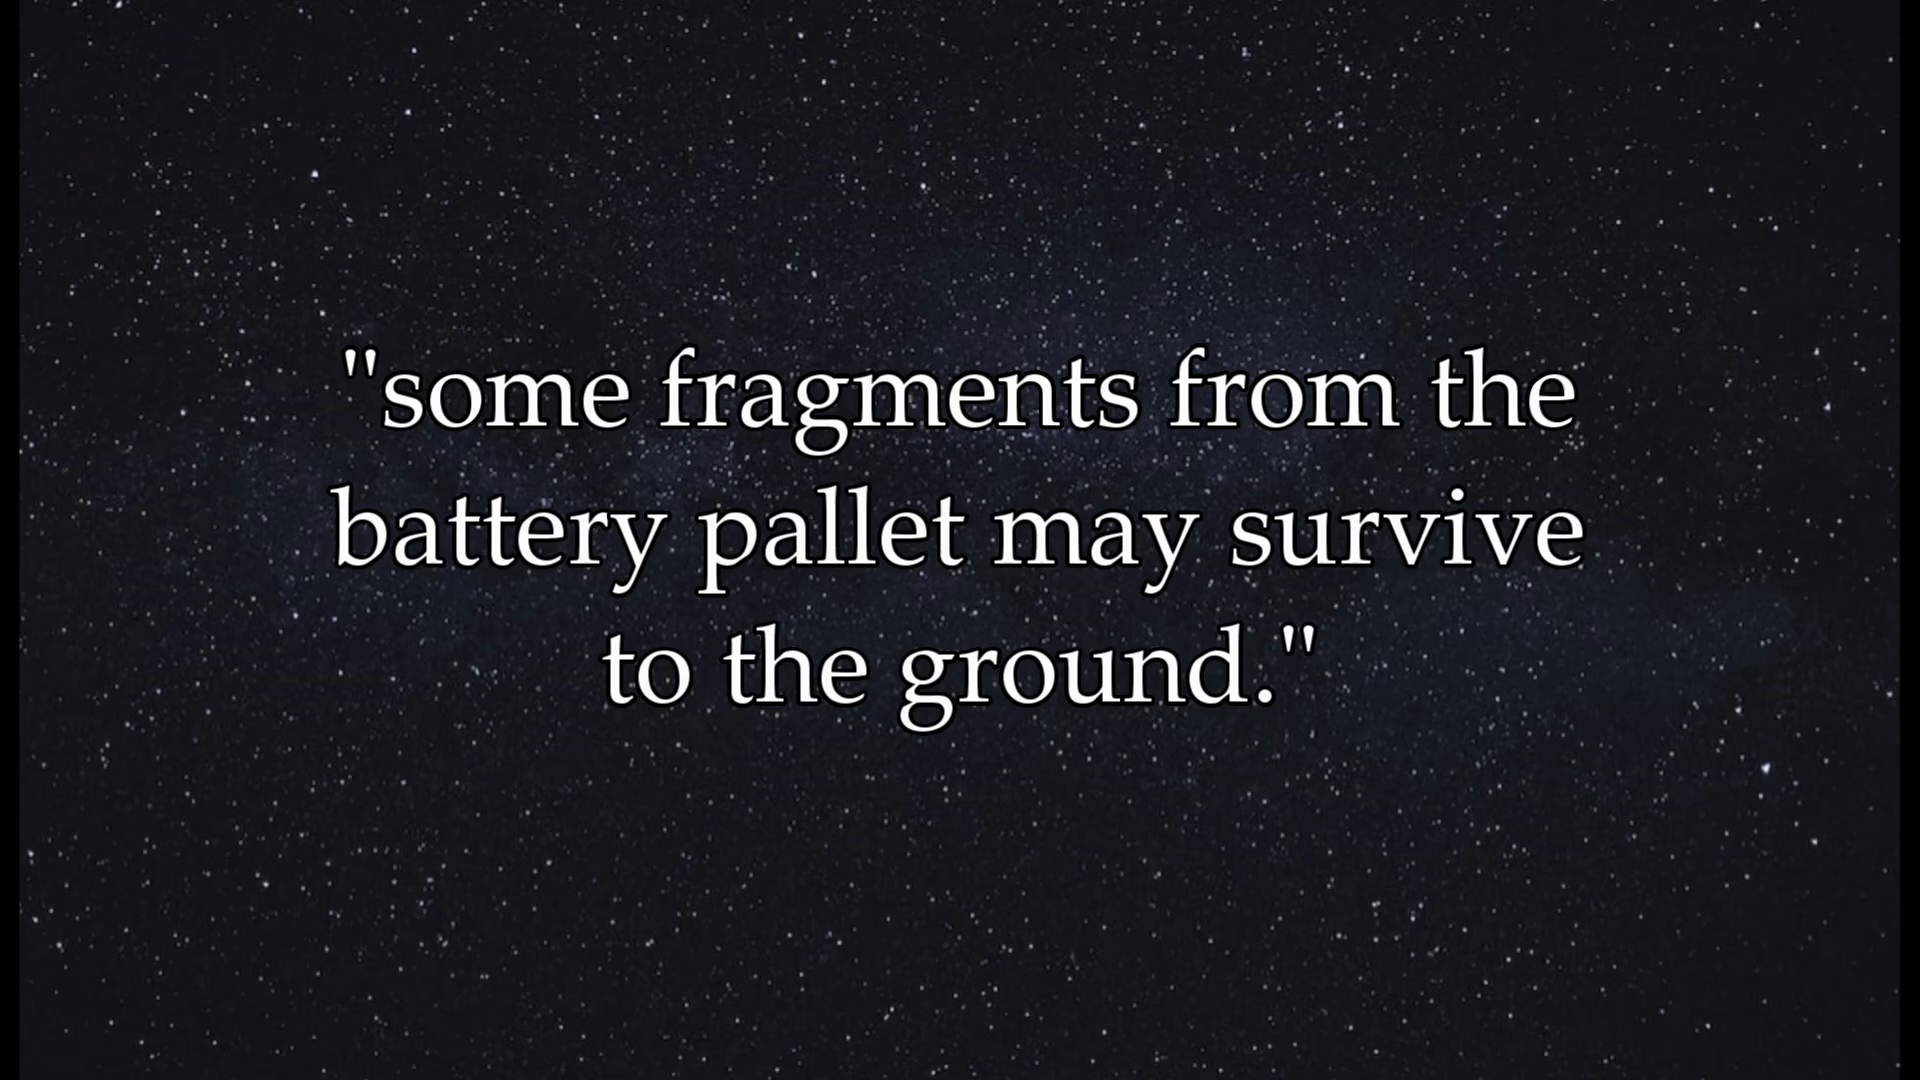 "some fragments from the
battery pallet may survive
to the ground."